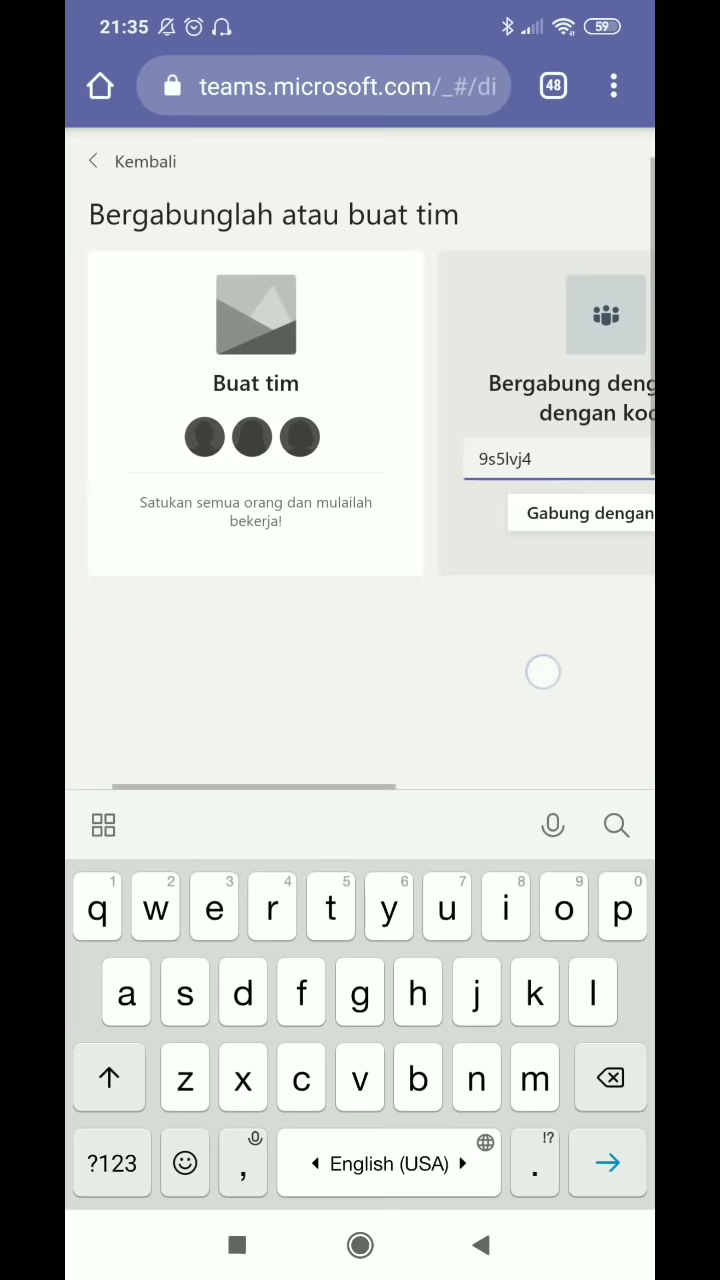 21:35
59
teams.microsoft.com/_#/di
48
Kembali
Bergabunglah atau buat tim
Buat tim
Satukan semua orang dan mulailah
bekerja!
Bergabung deng
dengan kod
9s5lvj4
Gabung dengan
1 2 3 4 5 6 7 8 9 0
q w e r t y u i o p
a s d f g h j k l
z x c v b n m
!?
?123 , English (USA) .